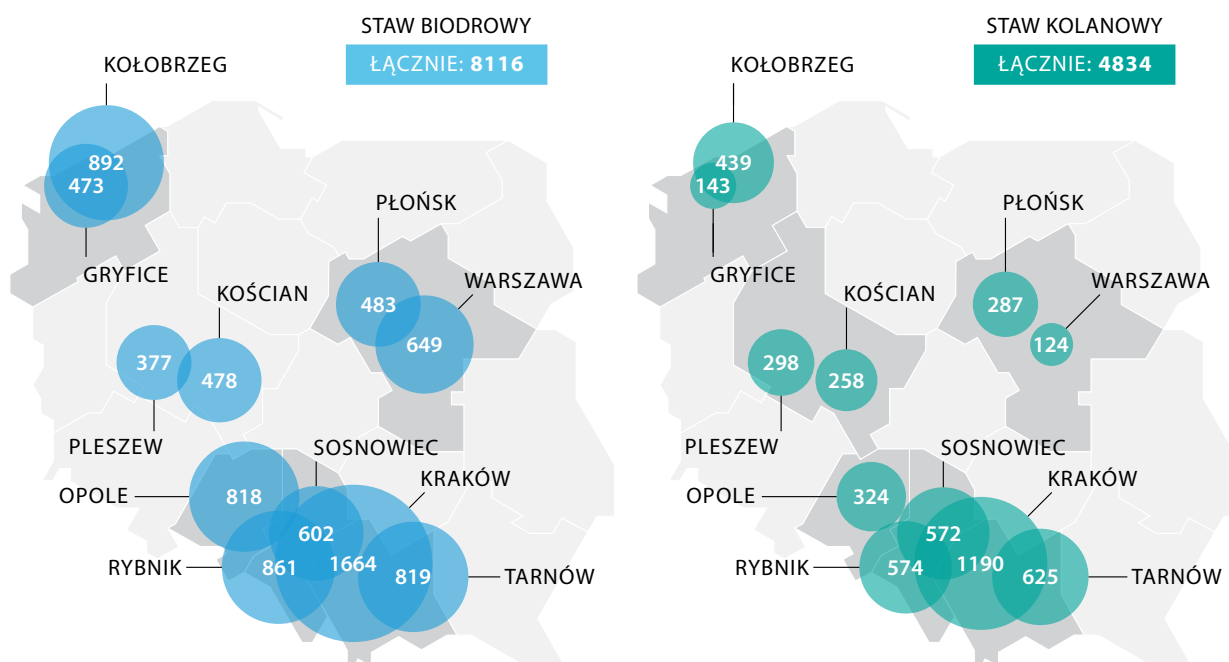 STAW BIODROWY
ŁĄCZNIE: 8116
KOŁOBRZEG
892
473
GRYFICE
PŁOŃSK
483
WARSZAWA
649
KOŚCIAN
377
478
PLESZEW
SOSNOWIEC
KRAKÓW
OPOLE
818
602
RYBNIK
861
1664
819
TARNÓW
STAW KOLANOWY
ŁĄCZNIE: 4834
KOŁOBRZEG
439
143
GRYFICE
PŁOŃSK
287
WARSZAWA
124
KOŚCIAN
298
258
PLESZEW
SOSNOWIEC
KRAKÓW
OPOLE
324
572
RYBNIK
574
1190
625
TARNÓW